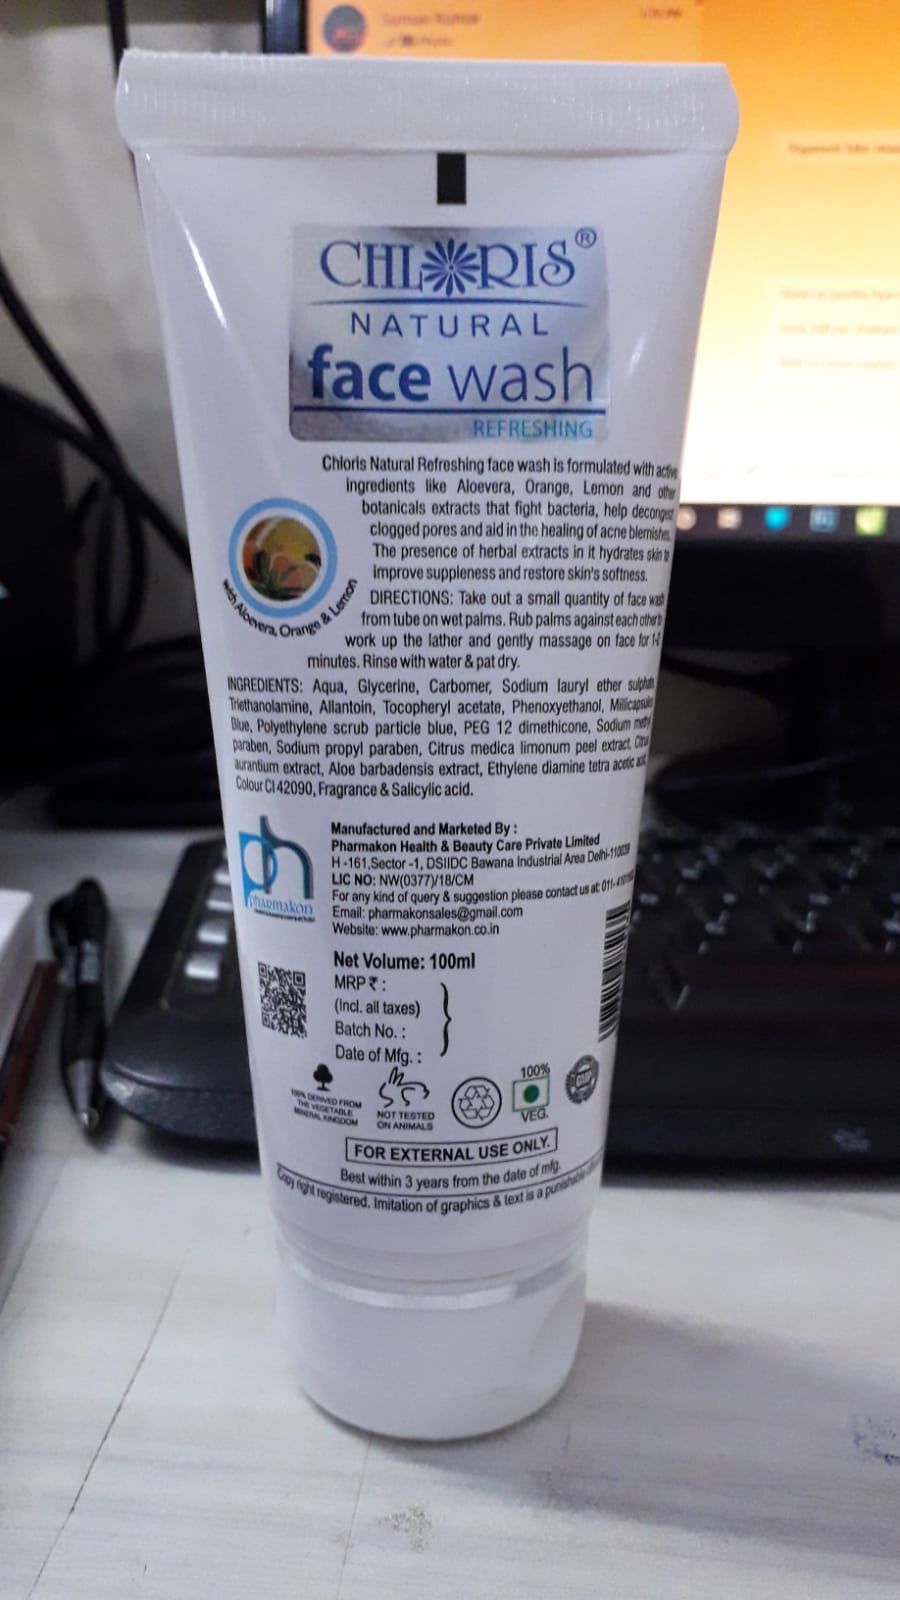 CHLORIS®
NATURAL
face wash
REFRESHING
Chloris Natural Refreshing face wash is formulated with active
ingredients like Aloevera, Orange, Lemon and other
botanicals extracts that fight bacteria, help decongest
clogged pores and aid in the healing of acne blemishes.
The presence of herbal extracts in it hydrates skin to
improve suppleness and restore skin's softness.
with Aloevera, Orange & Lemon
DIRECTIONS: Take out a small quantity of face wash
from tube on wet palms. Rub palms against each other to
work up the lather and gently massage on face for 1-2
minutes. Rinse with water & pat dry.
INGREDIENTS: Aqua, Glycerine, Carbomer, Sodium lauryl ether sulphate,
Triethanolamine, Allantoin, Tocopheryl acetate, Phenoxyethanol, Millicapsules
Blue, Polyethylene scrub particle blue, PEG 12 dimethicone, Sodium methyl
paraben, Sodium propyl paraben, Citrus medica limonum peel extract, Citrus
aurantium extract, Aloe barbadensis extract, Ethylene diamine tetra acetic acid,
Colour CI 42090, Fragrance & Salicylic acid.
ph
pharmakon
Manufactured and Marketed By :
Pharmakon Health & Beauty Care Private Limited
H -161,Sector -1, DSIIDC Bawana Industrial Area Delhi-110039
LIC NO: NW(0377)/18/CM
For any kind of query & suggestion please contact us at: 011-
Email: pharmakonsales@gmail.com
Website: www.pharmakon.co.in
Net Volume: 100ml
MRP ₹ :
(Incl. all taxes)
Batch No. :
Date of Mfg. :
100% DERIVED FROM
THE VEGETABLE
MINERAL KINGDOM
NOT TESTED
ON ANIMALS
100%
VEG.
FOR EXTERNAL USE ONLY.
Best within 3 years from the date of mfg.
Copy right registered. Imitation of graphics & text is a punishable